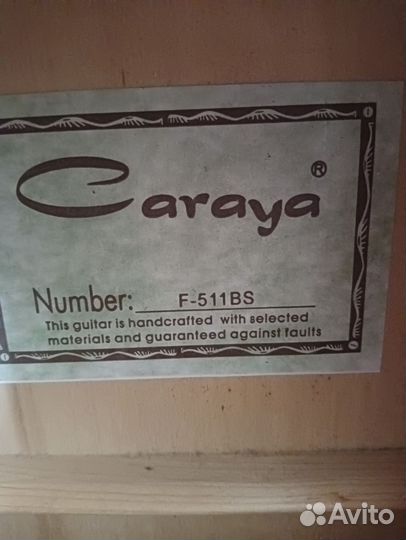 Caraya ®
Number: F-511BS
This guitar is handcrafted with selected
materials and guaranteed against faults
Avito